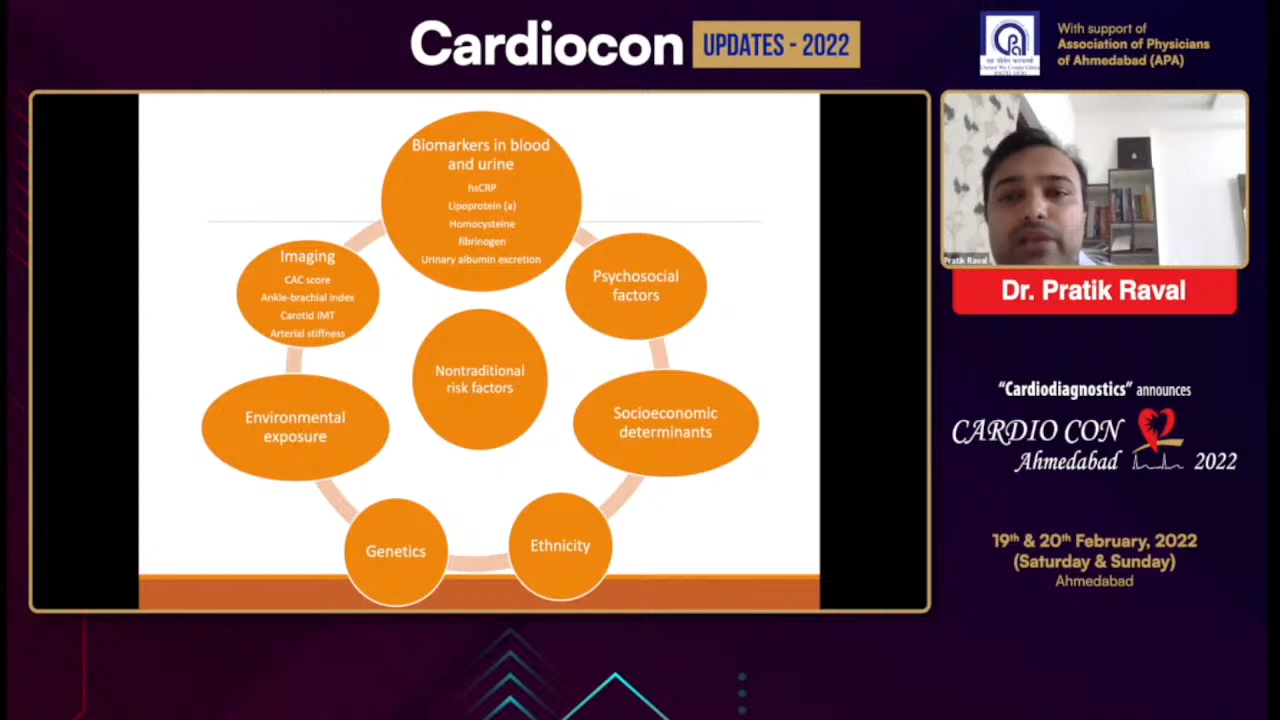 Cardiocon UPDATES - 2022
With support of
Association of Physicians
of Ahmedabad (APA)
Biomarkers in blood
and urine
hsCRP
Lipoprotein (a)
Homocysteine
fibrinogen
Urinary albumin excretion
Imaging
CAC score
Ankle-brachial index
Carotid IMT
Arterial stiffness
Psychosocial
factors
Nontraditional
risk factors
Environmental
exposure
Socioeconomic
determinants
Genetics
Ethnicity
Pratik Raval
Dr. Pratik Raval
“Cardiodiagnostics” announces
CARDIO CON
Ahmedabad 2022
19th & 20th February, 2022
(Saturday & Sunday)
Ahmedabad